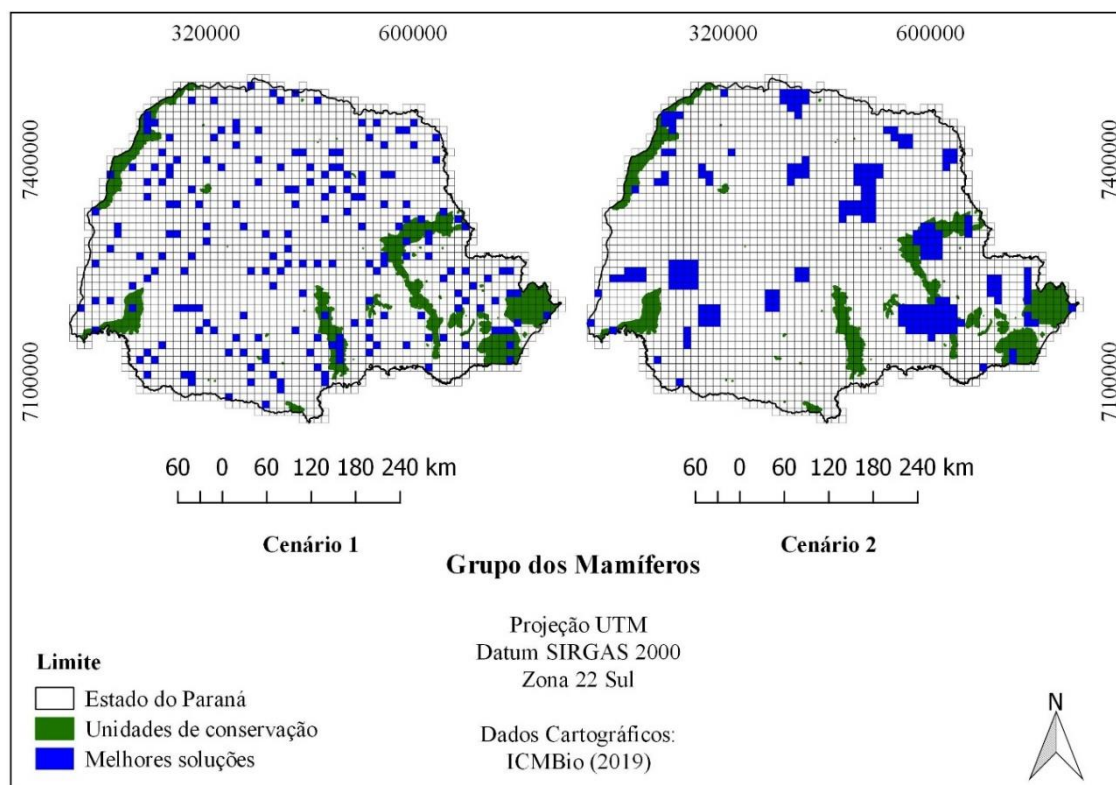 320000 600000 320000 600000
7400000 7400000
7100000 7100000
60 0 60 120 180 240 km 60 0 60 120 180 240 km
Cenário 1 Cenário 2
Grupo dos Mamíferos
Projeção UTM
Datum SIRGAS 2000
Zona 22 Sul
Dados Cartográficos:
ICMBio (2019)
Limite
Estado do Paraná
Unidades de conservação
Melhores soluções
N